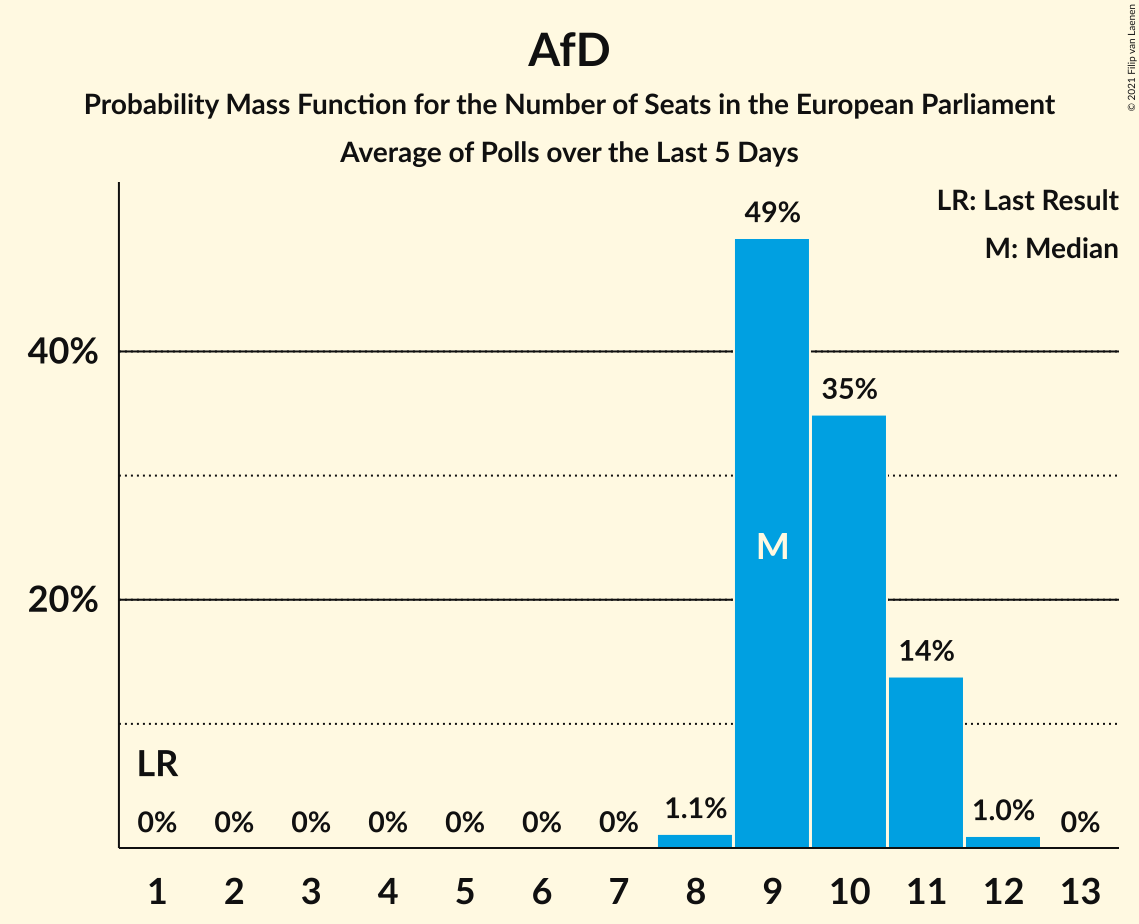 AfD
Probability Mass Function for the Number of Seats in the European Parliament
Average of Polls over the Last 5 Days
© 2021 Filip van Laenen
LR: Last Result
M: Median
49%
40%
35%
M
20%
14%
LR
0% 0% 0% 0% 0% 0% 0% 1.1% 1.0% 0%
1 2 3 4 5 6 7 8 9 10 11 12 13